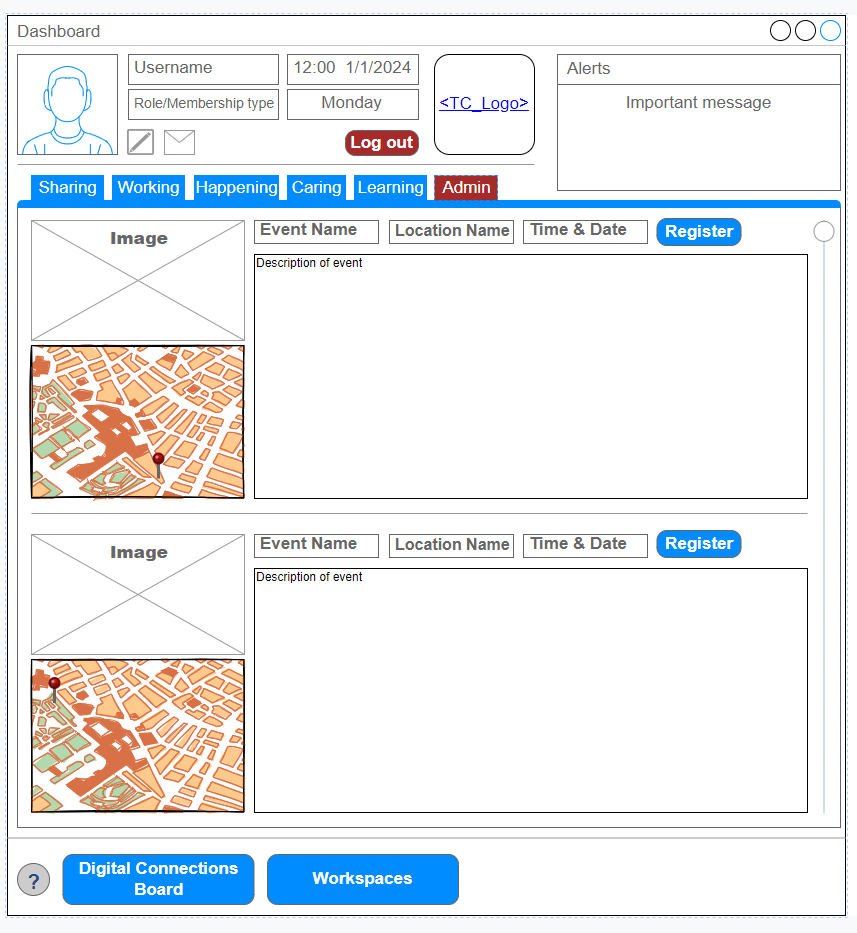 Dashboard
Username
12:00 1/1/2024
Role/Membership type
Monday
Log out
<TC_Logo>
Alerts
Important message
Sharing
Working
Happening
Caring
Learning
Admin
Image
Event Name
Location Name
Time & Date
Register
Description of event
Image
Event Name
Location Name
Time & Date
Register
Description of event
?
Digital Connections
Board
Workspaces